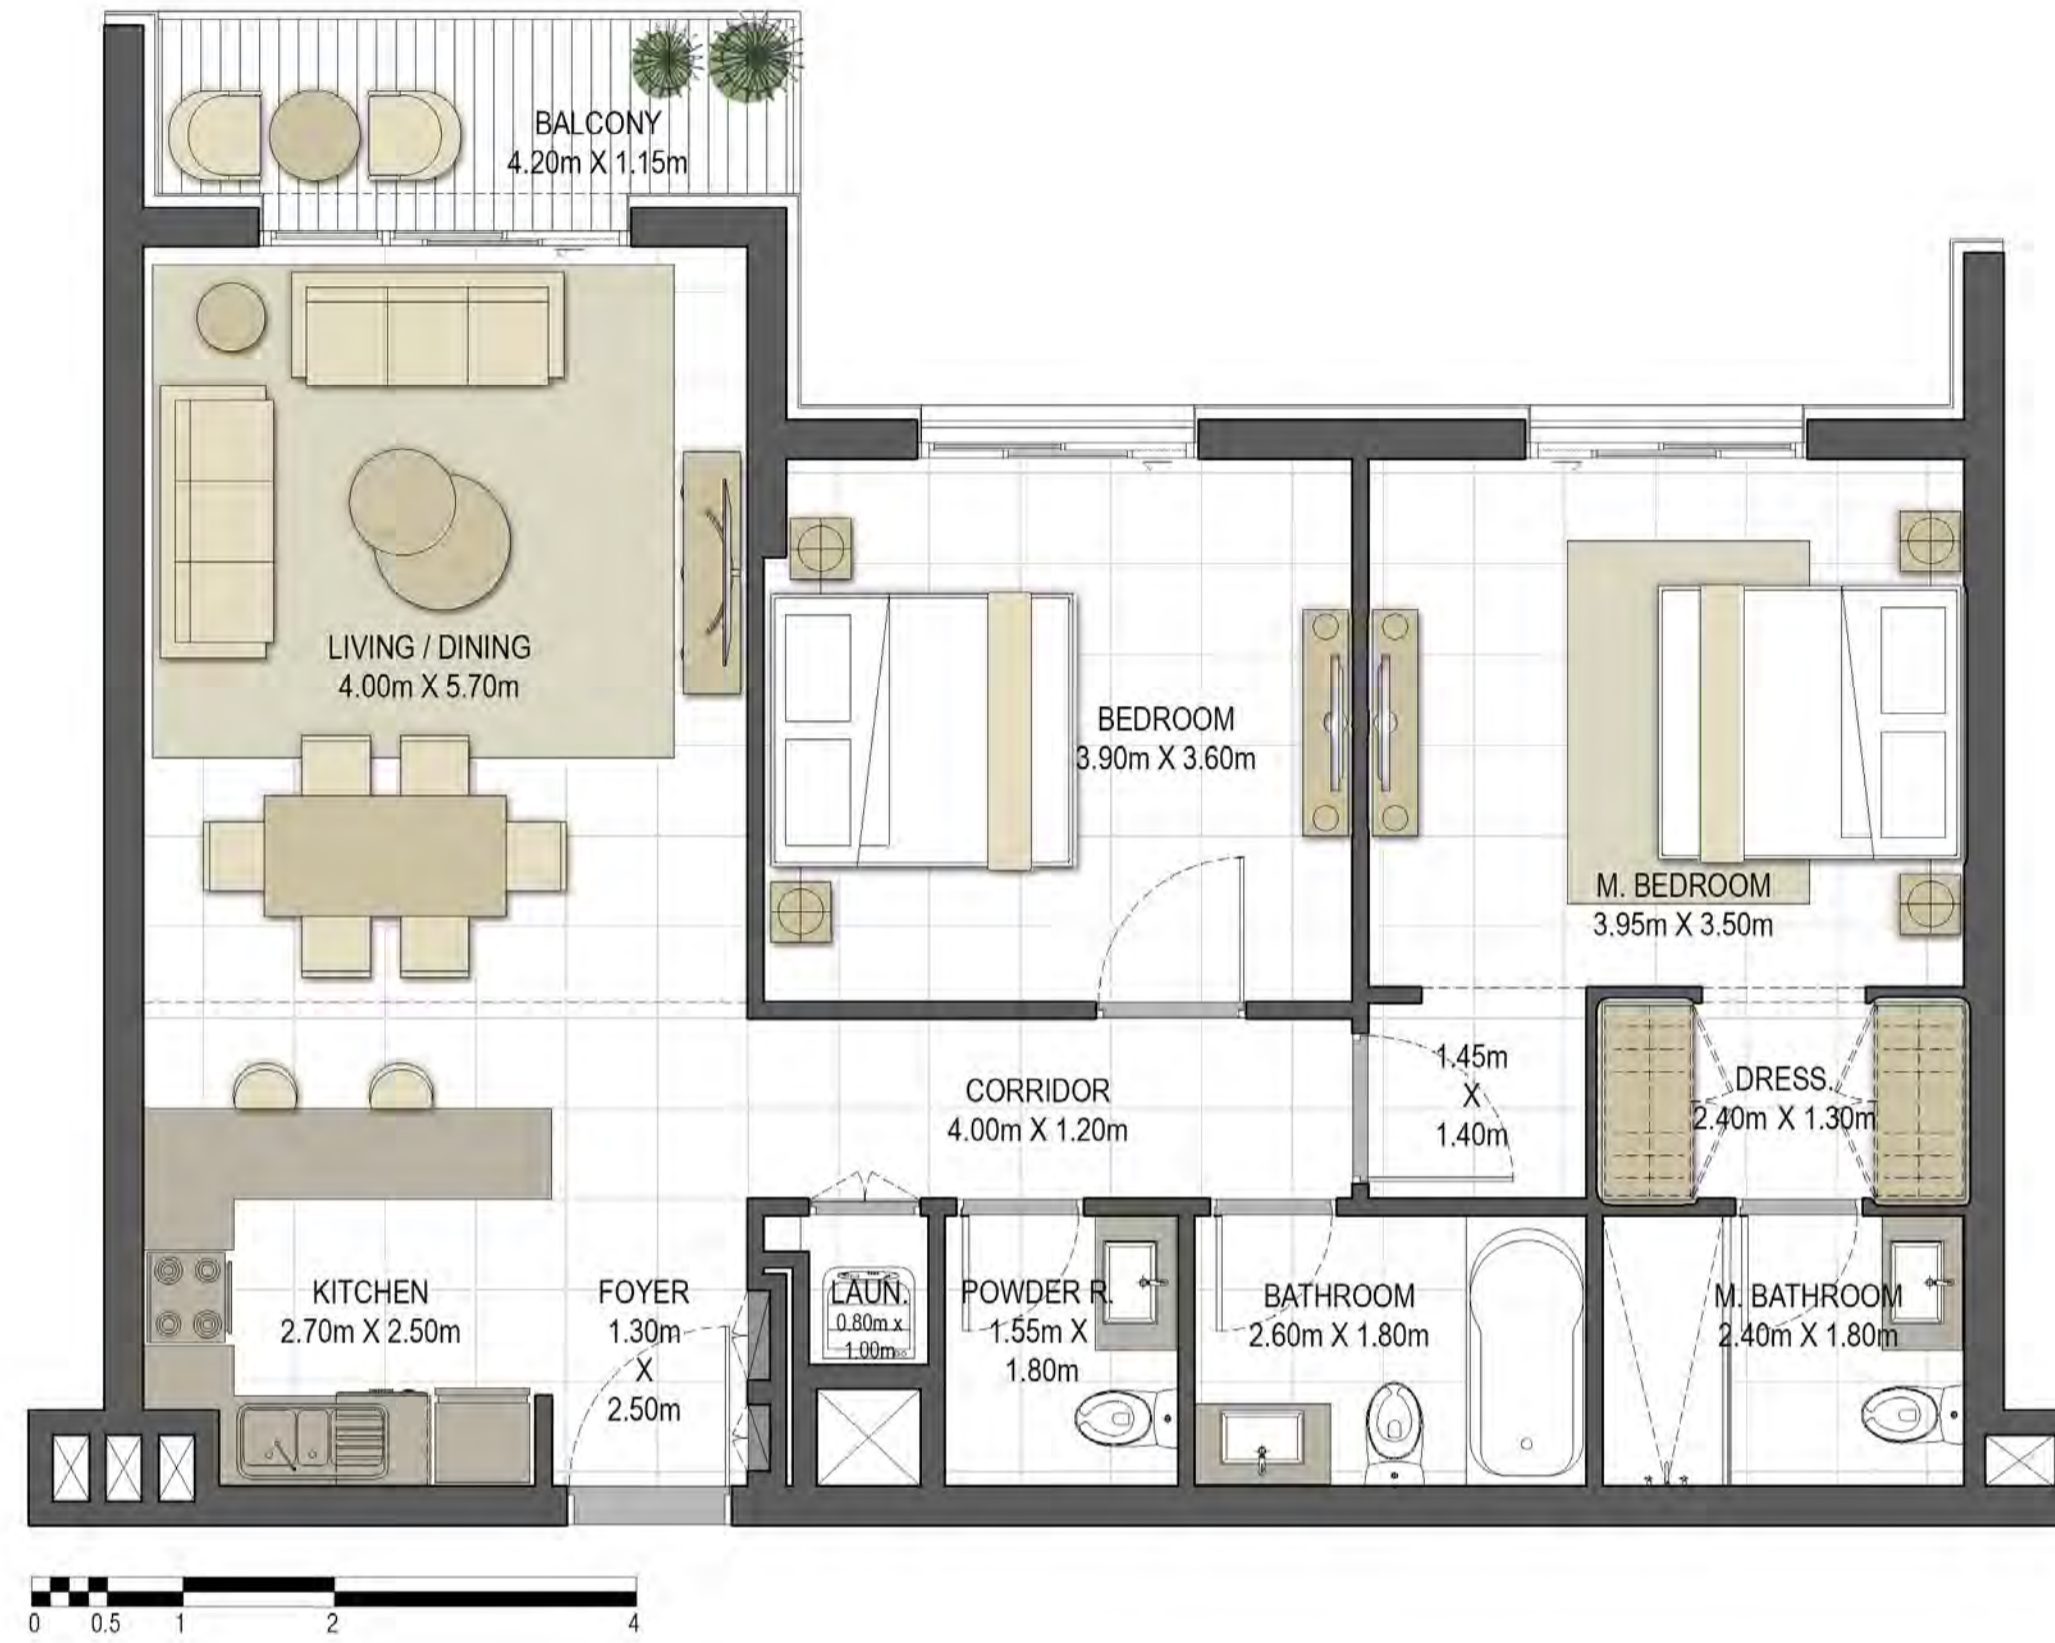 BALCONY
4.20m X 1.15m
LIVING / DINING
4.00m X 5.70m
BEDROOM
3.90m X 3.60m
M. BEDROOM
3.95m X 3.50m
CORRIDOR
4.00m X 1.20m
1.45m
X
1.40m
DRESS.
2.40m X 1.30m
KITCHEN
2.70m X 2.50m
FOYER
1.30m
X
2.50m
LAUN.
0.80m x
1.00m
POWDER R.
1.55m X
1.80m
BATHROOM
2.60m X 1.80m
M. BATHROOM
2.40m X 1.80m
0 0.5 1 2 4